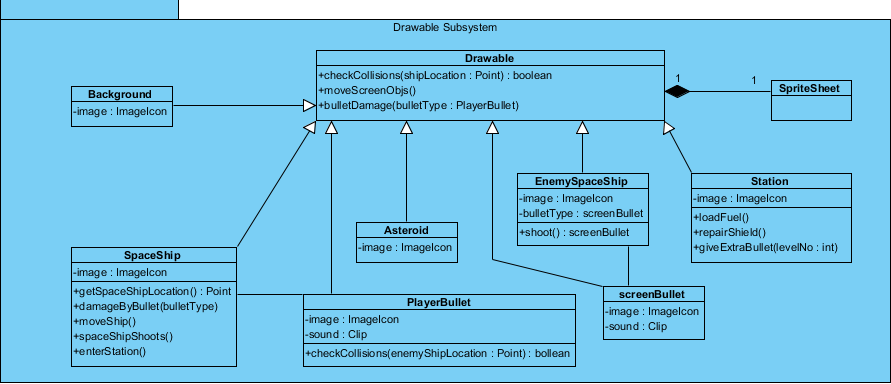 Drawable Subsystem
Drawable
+checkCollisions(shipLocation : Point) : boolean
+moveScreenObjs()
+bulletDamage(bulletType : PlayerBullet)
1
1
SpriteSheet
Background
-image : ImageIcon
EnemySpaceShip
-image : ImageIcon
-bulletType : screenBullet
+shoot() : screenBullet
Station
-image : ImageIcon
+loadFuel()
+repairShield()
+giveExtraBullet(levelNo : int)
Asteroid
-image : ImageIcon
SpaceShip
-image : ImageIcon
+getSpaceShipLocation() : Point
+damageByBullet(bulletType)
+moveShip()
+spaceShipShoots()
+enterStation()
PlayerBullet
-image : ImageIcon
-sound : Clip
+checkCollisions(enemyShipLocation : Point) : bollean
screenBullet
-image : ImageIcon
-sound : Clip